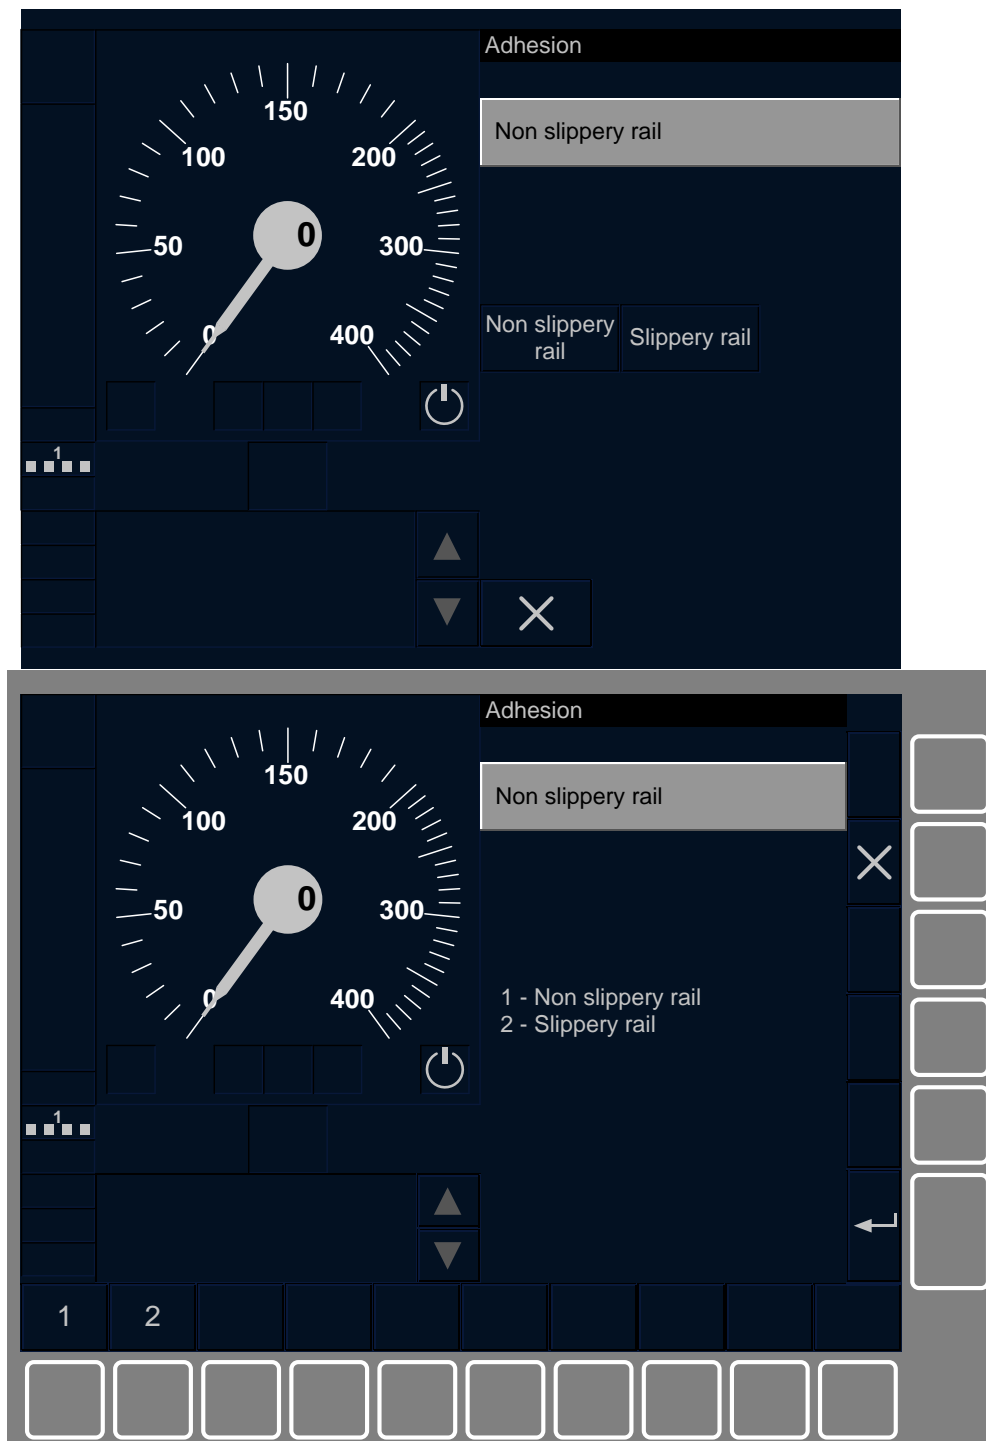 Adhesion
150
Non slippery rail
100
200
0
50
300
Non slippery
rail
Slippery rail
0
400
1
Adhesion
150
Non slippery rail
100
200
0
50
300
1 - Non slippery rail
0
400
2 - Slippery rail
1
1
2